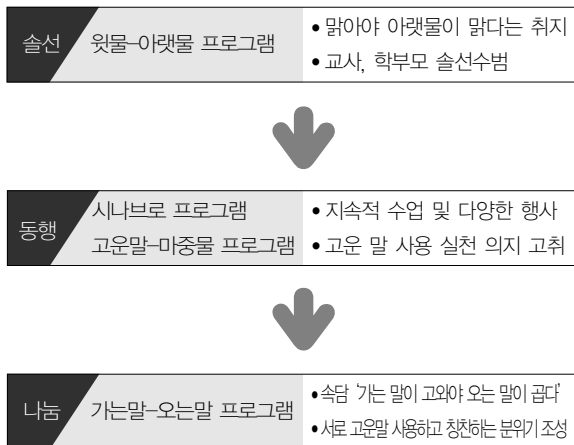 솔선 윗물-아랫물 프로그램
• 맑아야 아랫물이 맑다는 취지
• 교사, 학부모 솔선수범
동행 시나브로 프로그램
고운말-마중물 프로그램
• 지속적 수업 및 다양한 행사
• 고운 말 사용 실천 의지 고취
나눔 가는말-오는말 프로그램
• 속담 ‘가는 말이 고와야 오는 말이 곱다’
• 서로 고운말 사용하고 칭찬하는 분위기 조성